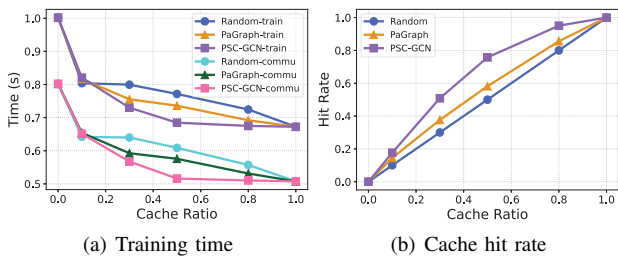 1.0
0.9
0.8
0.7
0.6
0.5
Time (s)
Random-train
PaGraph-train
PSC-GCN-train
Random-commu
PaGraph-commu
PSC-GCN-commu
0.0 0.2 0.4 0.6 0.8 1.0
Cache Ratio
(a) Training time
1.0
0.8
0.6
0.4
0.2
0.0
Hit Rate
Random
PaGraph
PSC-GCN
0.0 0.2 0.4 0.6 0.8 1.0
Cache Ratio
(b) Cache hit rate